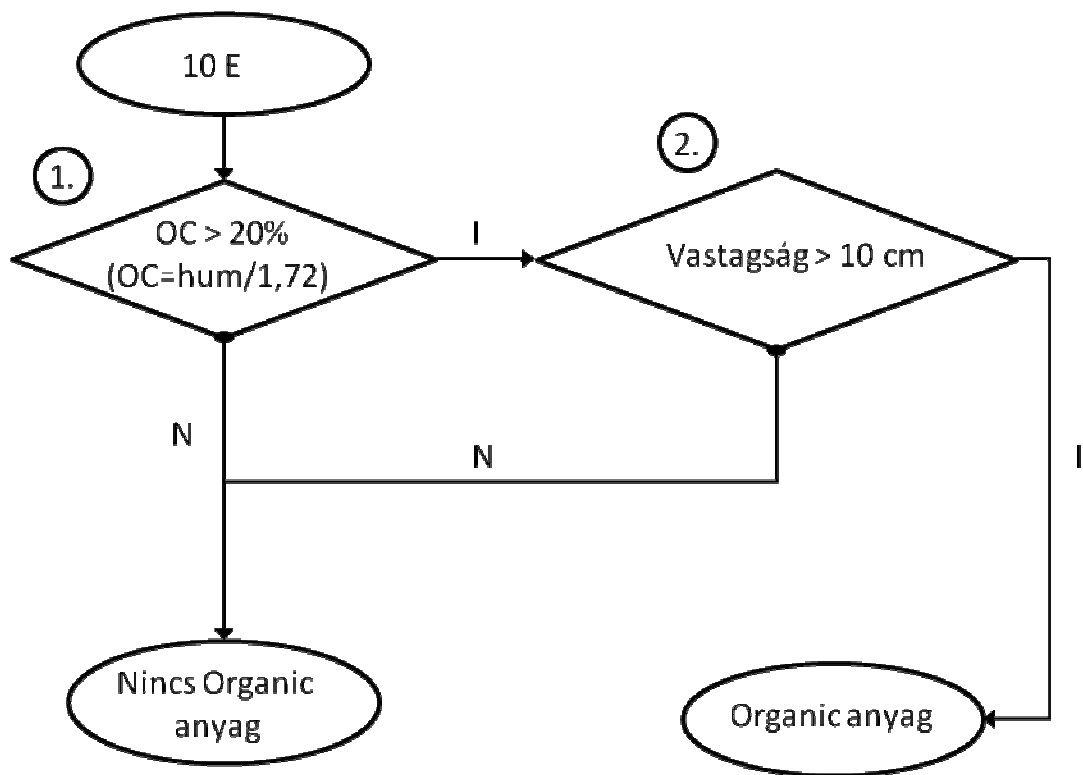 10 E
1.
OC > 20%
(OC=hum/1,72)
I
2.
Vastagság > 10 cm
N
N
I
Nincs Organic
anyag
Organic anyag